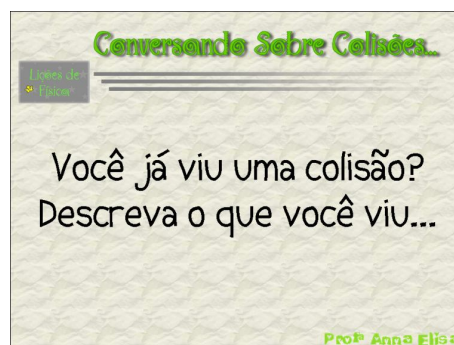 Conversando Sobre Colisões...
Lições de
Física
Você já viu uma colisão?
Descreva o que você viu...
Profª Anna Elisa